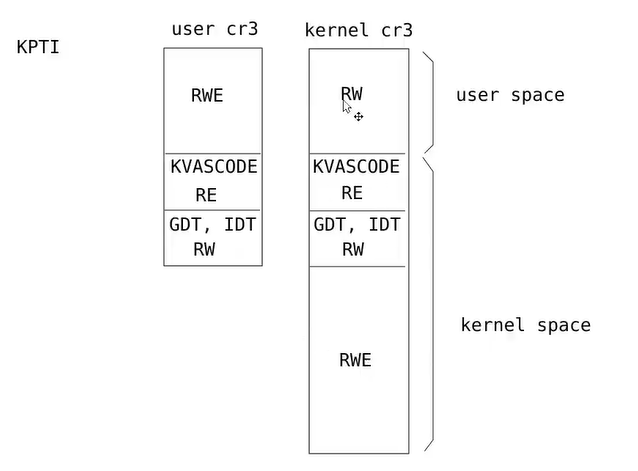 KPTI
user cr3
kernel cr3
RWE
RW
user space
KVASCODE
RE
KVASCODE
RE
GDT, IDT
RW
GDT, IDT
RW
RWE
kernel space